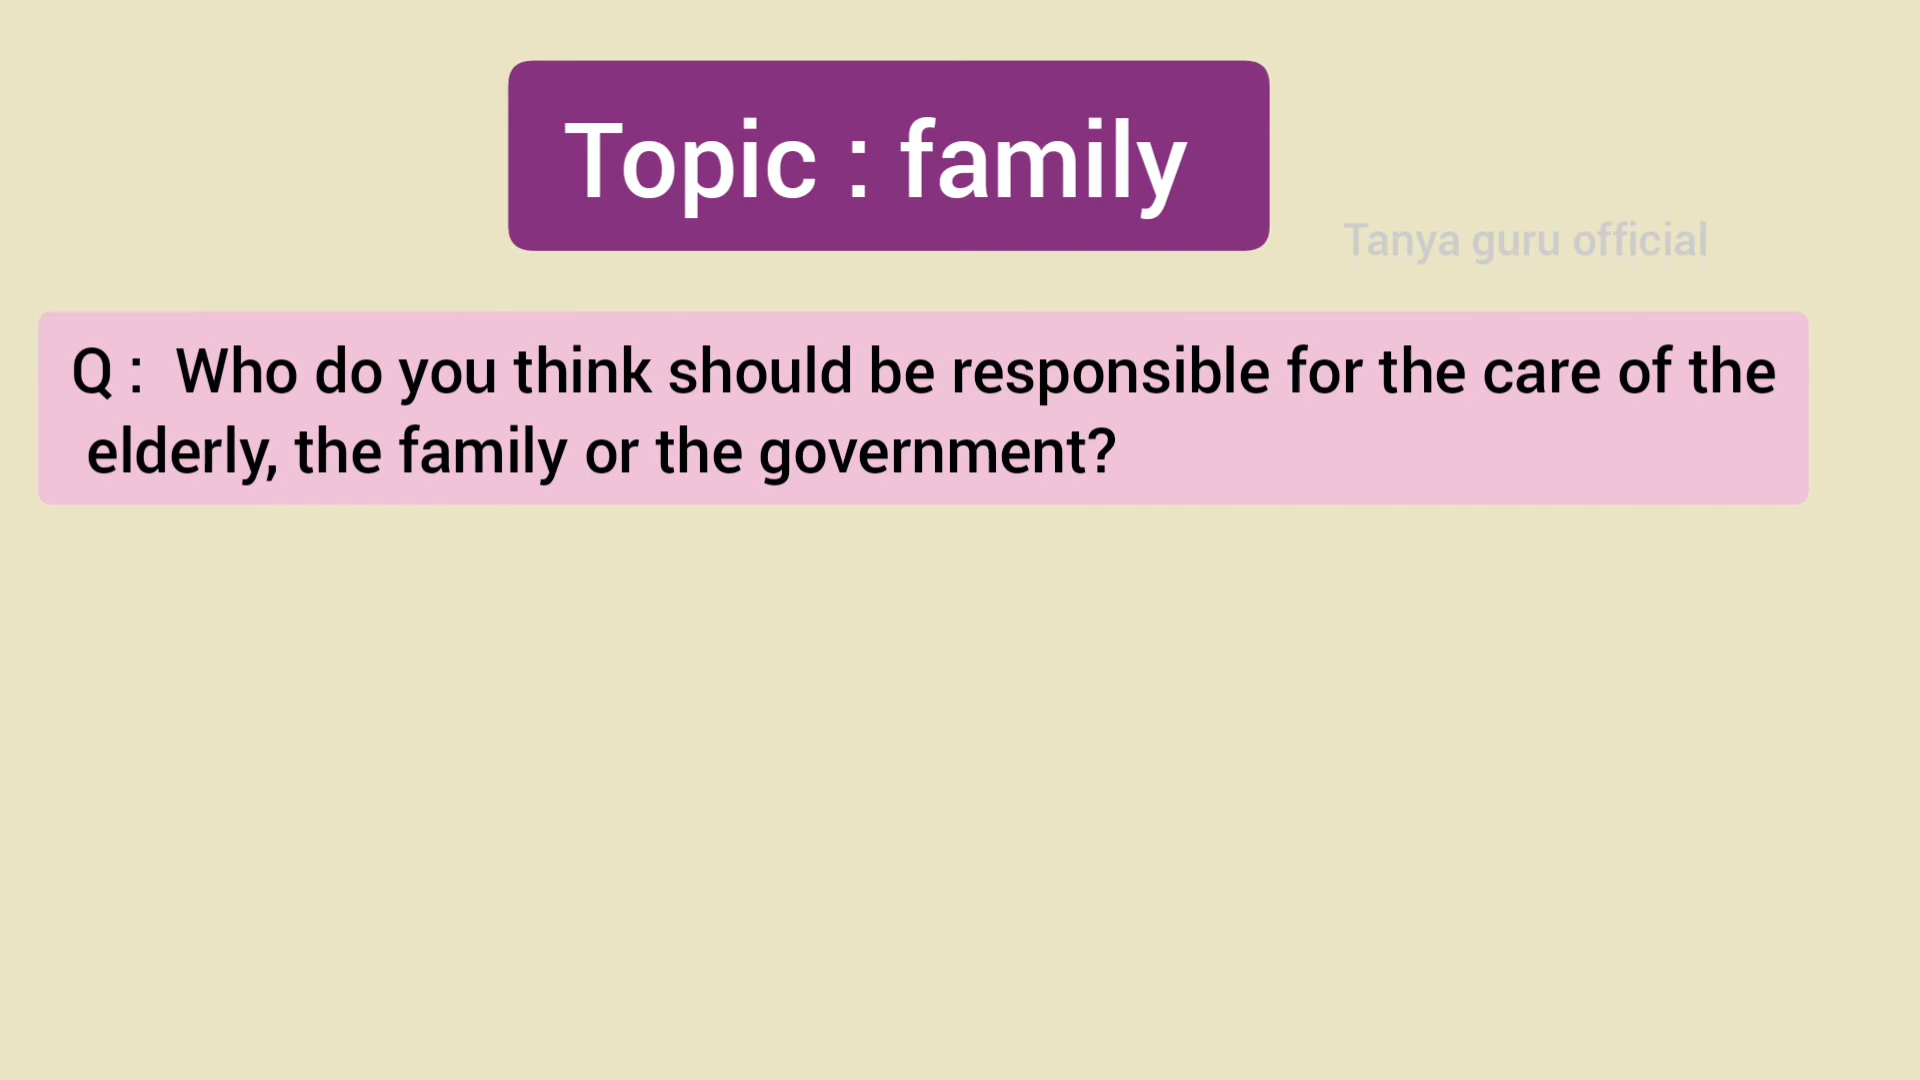 Topic : family
Tanya guru official
Q : Who do you think should be responsible for the care of the
elderly, the family or the government?